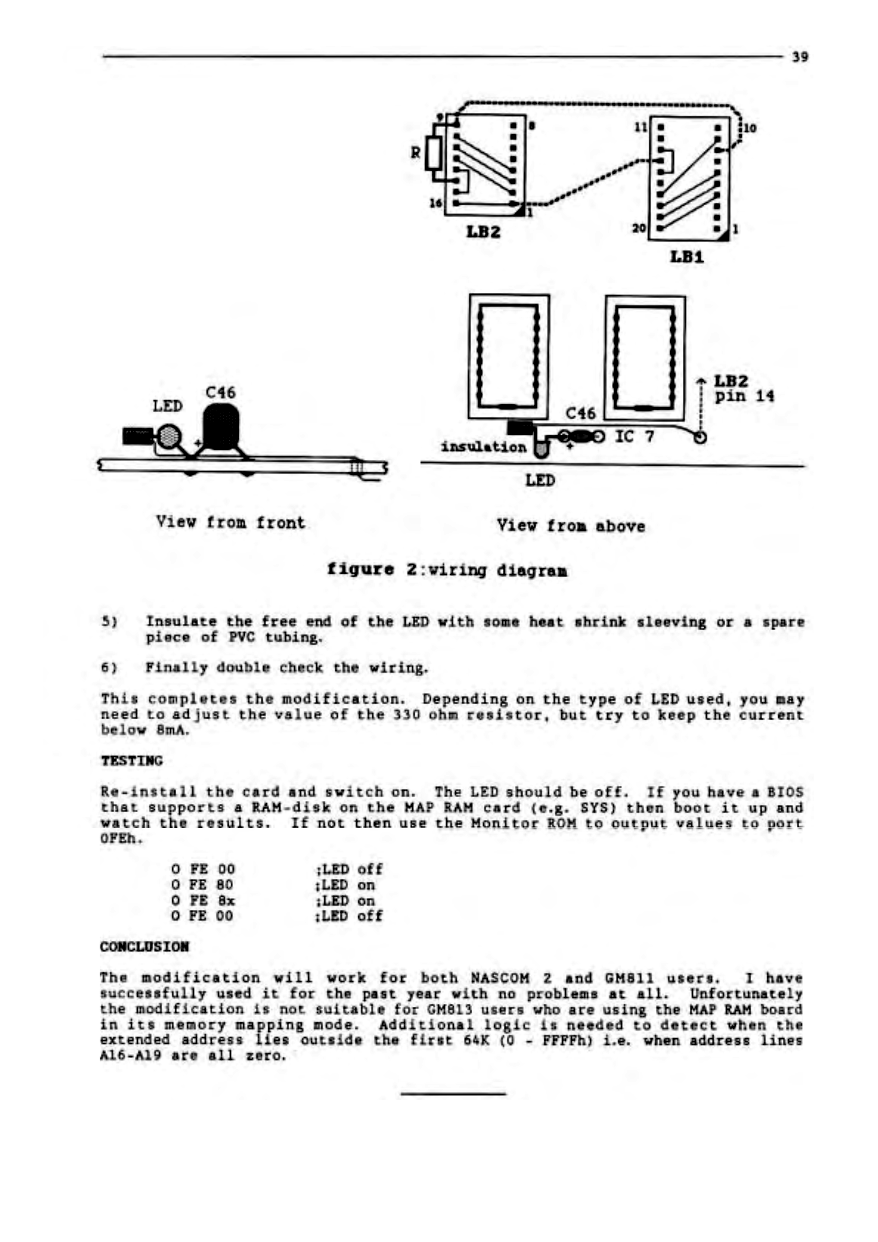 39
9
8
11
10
R
16
1
20
1
LB2
LB1
C46
LED
+
LB2
pin 14
C46
IC 7
insulation
+
LED
View from front
View from above
figure 2:wiring diagram
5) Insulate the free end of the LED with some heat shrink sleeving or a spare
piece of PVC tubing.
6) Finally double check the wiring.
This completes the modification. Depending on the type of LED used, you may
need to adjust the value of the 330 ohm resistor, but try to keep the current
below 8mA.
TESTING
Re-install the card and switch on. The LED should be off. If you have a BIOS
that supports a RAM-disk on the MAP RAM card (e.g. SYS) then boot it up and
watch the results. If not then use the Monitor ROM to output values to port
0FEh.
O FE 00 ;LED off
O FE 80 ;LED on
O FE 8x ;LED on
O FE 00 ;LED off
CONCLUSION
The modification will work for both NASCOM 2 and GM811 users. I have
successfully used it for the past year with no problems at all. Unfortunately
the modification is not suitable for GM813 users who are using the MAP RAM board
in its memory mapping mode. Additional logic is needed to detect when the
extended address lies outside the first 64K (0 - FFFFh) i.e. when address lines
A16-A19 are all zero.